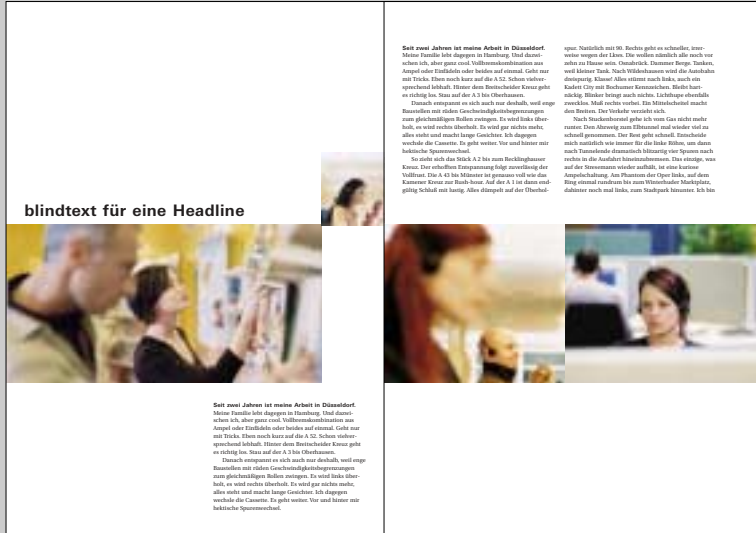 blindtext für eine Headline
Seit zwei Jahren ist meine Arbeit in Düsseldorf.
Meine Familie lebt dagegen in Hamburg. Und dazwi-
schen ich, aber ganz cool. Vollbremskombination aus
Ampel oder Einfädeln oder beides auf einmal. Geht nur
mit Tricks. Eben noch kurz auf die A 52. Schon vielver-
sprechend lebhaft. Hinter dem Breitscheider Kreuz geht
es richtig los. Stau auf der A 3 bis Oberhausen.
Danach entspannt es sich auch nur deshalb, weil enge
Baustellen mit rüden Geschwindigkeitsbegrenzungen
zum gleichmäßigen Rollen zwingen. Es wird links über-
holt, es wird rechts überholt. Es wird gar nichts mehr,
alles steht und macht lange Gesichter. Ich dagegen
wechsle die Cassette. Es geht weiter. Vor und hinter mir
hektische Spurenwechsel.
Seit zwei Jahren ist meine Arbeit in Düsseldorf.
Meine Familie lebt dagegen in Hamburg. Und dazwi-
schen ich, aber ganz cool. Vollbremskombination aus
Ampel oder Einfädeln oder beides auf einmal. Geht nur
mit Tricks. Eben noch kurz auf die A 52. Schon vielver-
sprechend lebhaft. Hinter dem Breitscheider Kreuz geht
es richtig los. Stau auf der A 3 bis Oberhausen.
Danach entspannt es sich auch nur deshalb, weil enge
Baustellen mit rüden Geschwindigkeitsbegrenzungen
zum gleichmäßigen Rollen zwingen. Es wird links über-
holt, es wird rechts überholt. Es wird gar nichts mehr,
alles steht und macht lange Gesichter. Ich dagegen
wechsle die Cassette. Es geht weiter. Vor und hinter mir
hektische Spurenwechsel.
So zieht sich das Stück A 2 bis zum Recklinghauser
Kreuz. Der erhofften Entspannung folgt zuverlässig der
Vollfrust. Die A 43 bis Münster ist genauso voll wie das
Kamener Kreuz zur Rush-hour. Auf der A 1 ist dann end-
gültig Schluß mit lustig. Alles dümpelt auf der Überhol-
spur. Natürlich mit 90. Rechts geht es schneller, irrer-
weise wegen der Lkws. Die wollen nämlich alle noch vor
zehn zu Hause sein. Osnabrück. Dammer Berge. Tanken,
weil kleiner Tank. Nach Wildeshausen wird die Autobahn
dreispurig. Klasse! Alles stürmt nach links, auch ein
Kadett City mit Bochumer Kennzeichen. Bleibt hart-
näckig. Blinker bringt auch nichts. Lichthupe ebenfalls
zwecklos. Muß rechts vorbei. Ein Mittelscheitel macht
den Breiten. Der Verkehr verzieht sich.
Nach Stuckenborstel gehe ich vom Gas nicht mehr
runter. Den Abzweig zum Elbtunnel mal wieder viel zu
schnell genommen. Der Rest geht schnell. Entscheide
mich natürlich wie immer für die linke Röhre, um dann
nach Tunnelende dramatisch blitzartig vier Spuren nach
rechts in die Ausfahrt hineinzubremsen. Das einzige, was
auf der Stresemann wieder aufhält, ist eine kuriose
Ampelschaltung. Am Phantom der Oper links, auf dem
Ring einmal rundrum bis zum Winterhuder Marktplatz,
dahinter noch mal links, zum Stadtpark hinunter. Ich bin